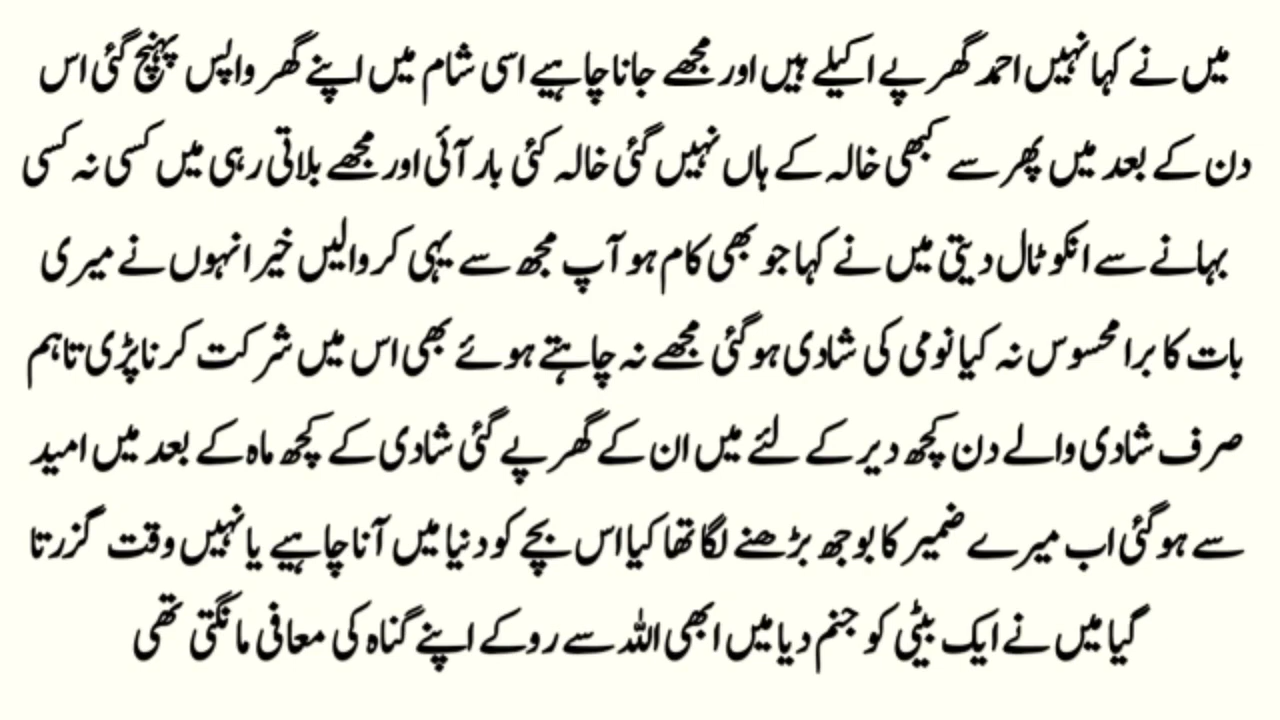 میں نے کہا نہیں احمد گھر پے اکیلے ہیں اور مجھے جانا چاہیے اسی شام میں اپنے گھر واپس پہنچ گئی اس
دن کے بعد میں پھر سے کبھی خالہ کے ہاں نہیں گئی خالہ کئی بار آئی اور مجھے بلاتی رہی میں کسی نہ کسی
بہانے سے انکو ٹال دیتی میں نے کہا جو بھی کام ہو آپ مجھ سے یہی کروالیں خیر انہوں نے میری
بات کا برا محسوس نہ کیا نومی کی شادی ہو گئی مجھے نہ چاہتے ہوئے بھی اس میں شرکت کرنا پڑی تاہم
صرف شادی والے دن کچھ دیر کے لئے میں ان کے گھر پے گئی شادی کے کچھ ماہ کے بعد میں امید
سے ہو گئی اب میرے ضمیر کا بوجھ بڑھنے لگا تھا کیا اس بچے کو دنیا میں آنا چاہیے یا نہیں وقت گزرتا
گیا میں نے ایک بیٹی کو جنم دیا میں ابھی اللہ سے رو کے اپنے گناہ کی معافی مانگتی تھی